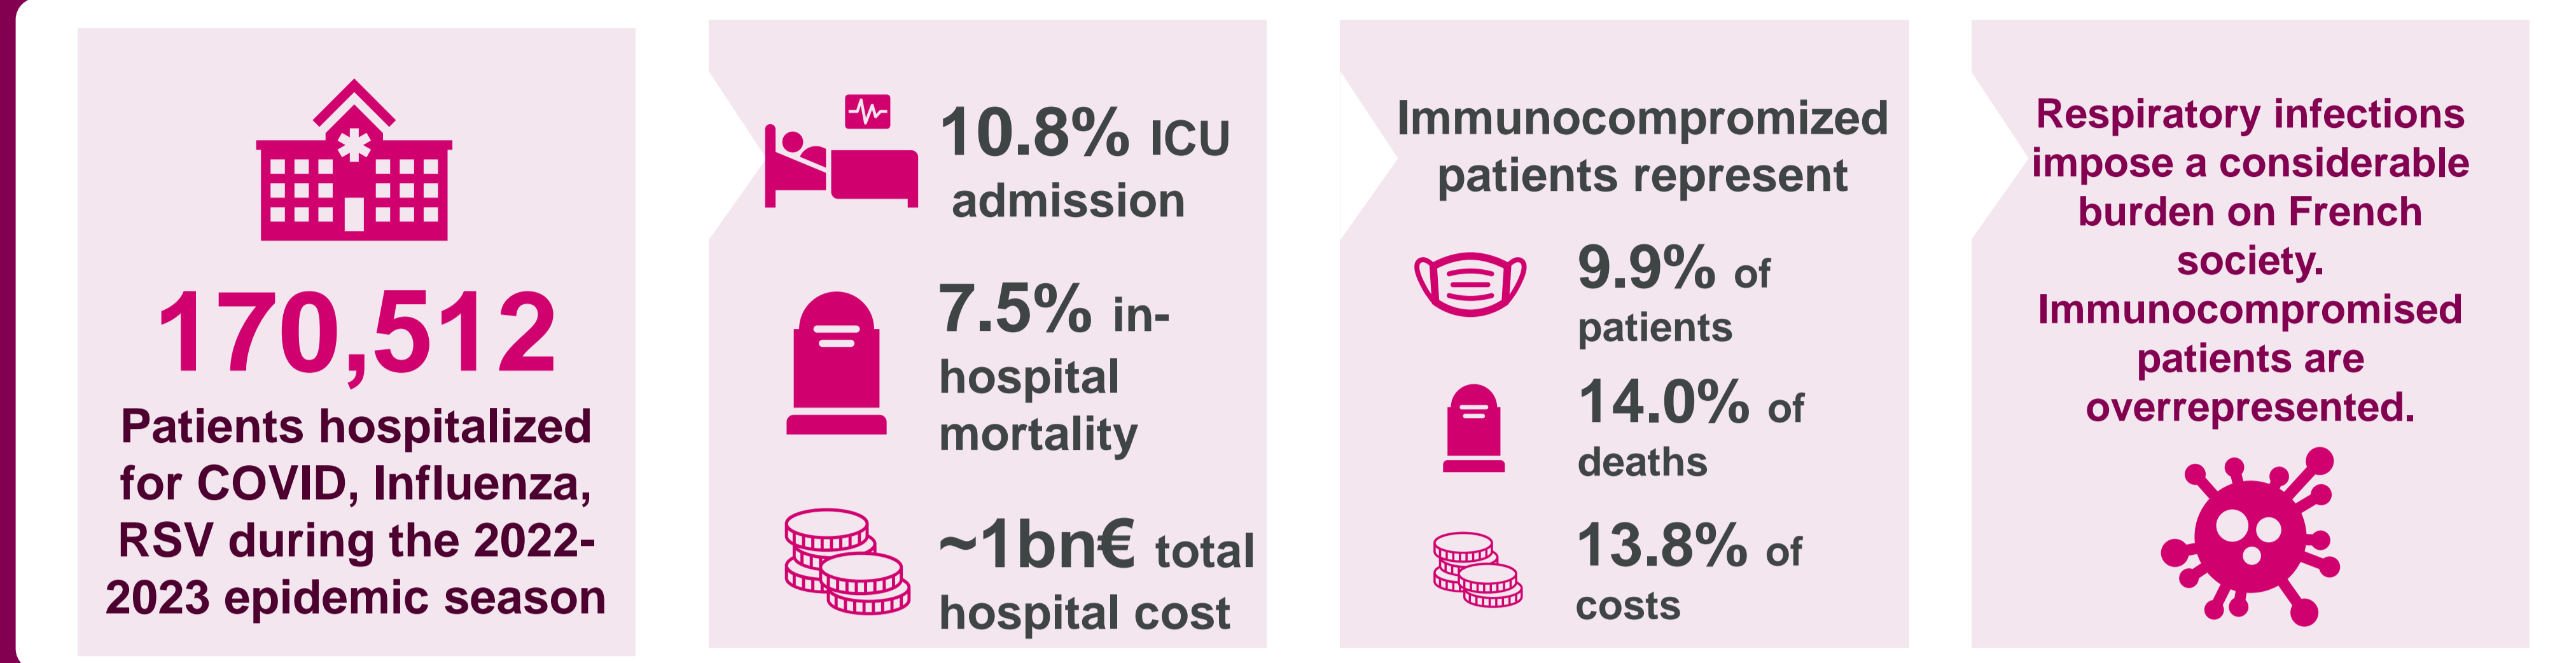 170,512
Patients hospitalized
for COVID, Influenza,
RSV during the 2022-
2023 epidemic season
10.8% ICU
admission
7.5% in-
hospital
mortality
~1bn€ total
hospital cost
Immunocompromized
patients represent
9.9% of
patients
14.0% of
deaths
13.8% of
costs
Respiratory infections
impose a considerable
burden on French
society.
Immunocompromised
patients are
overrepresented.